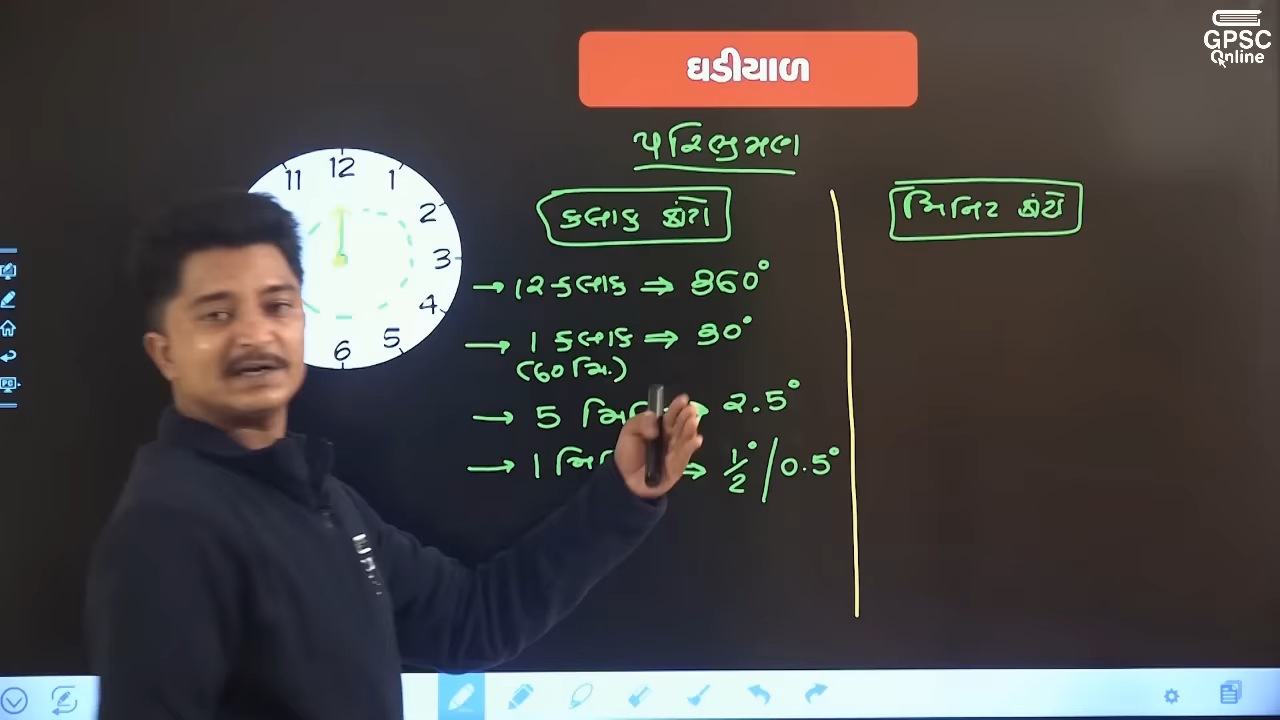 GPSC
Online
ઘડીયાળ
પરિભ્રમણ
કલાક કાંટો
મિનિટ કાંટો
→ 12 કલાક ⇒ 360°
→ 1 કલાક ⇒ 30°
(60 મિ.)
→ 5 મિનિ ⇒ 2.5°
→ 1 મિનિ ⇒ 1/2° / 0.5°
11 12 1
2
3
4
5
6